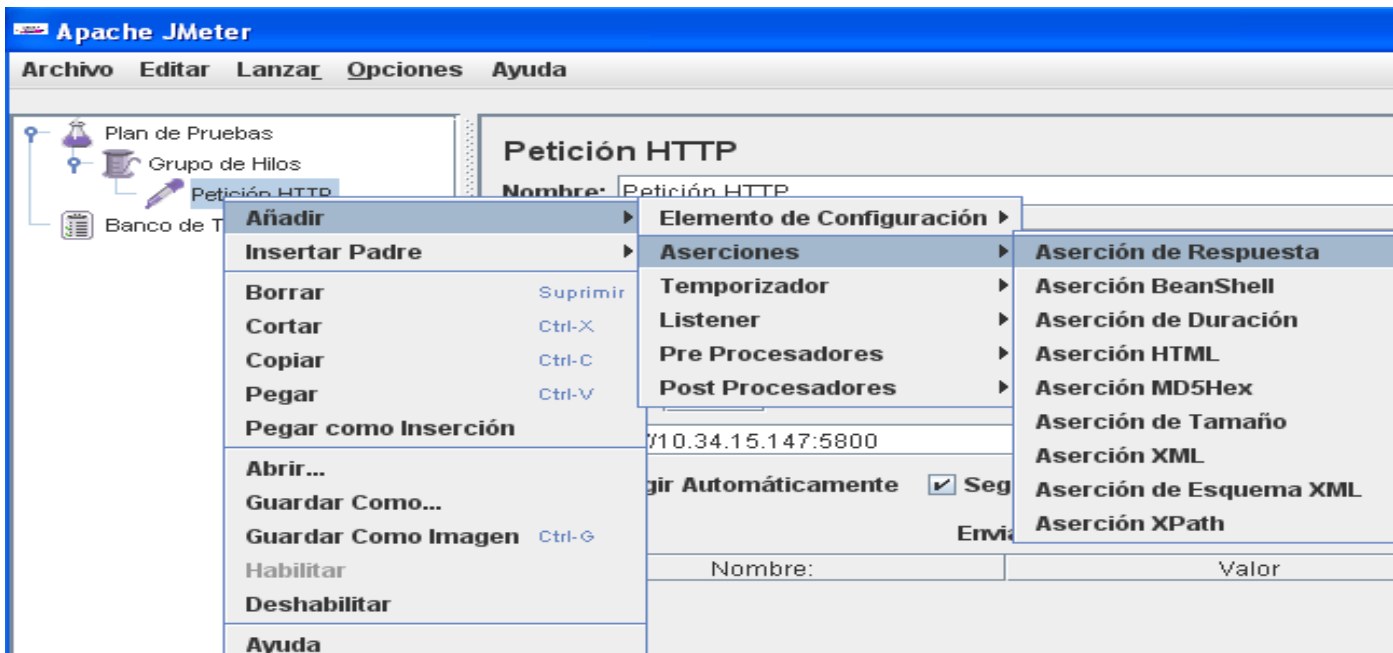 Apache JMeter
Archivo Editar Lanzar Opciones Ayuda
Plan de Pruebas
Grupo de Hilos
Petición HTTP
Banco de T
Petición HTTP
Nombre: Petición HTTP
Añadir
Insertar Padre
Borrar Suprimir
Cortar Ctrl-X
Copiar Ctrl-C
Pegar Ctrl-V
Pegar como Inserción
Abrir...
Guardar Como...
Guardar Como Imagen Ctrl-G
Habilitar
Deshabilitar
Ayuda
Elemento de Configuración
Aserciones
Temporizador
Listener
Pre Procesadores
Post Procesadores
Aserción de Respuesta
Aserción BeanShell
Aserción de Duración
Aserción HTML
Aserción MD5Hex
Aserción de Tamaño
Aserción XML
Aserción de Esquema XML
Aserción XPath
/10.34.15.147:5800
gir Automáticamente Seg
Envia
Nombre: Valor